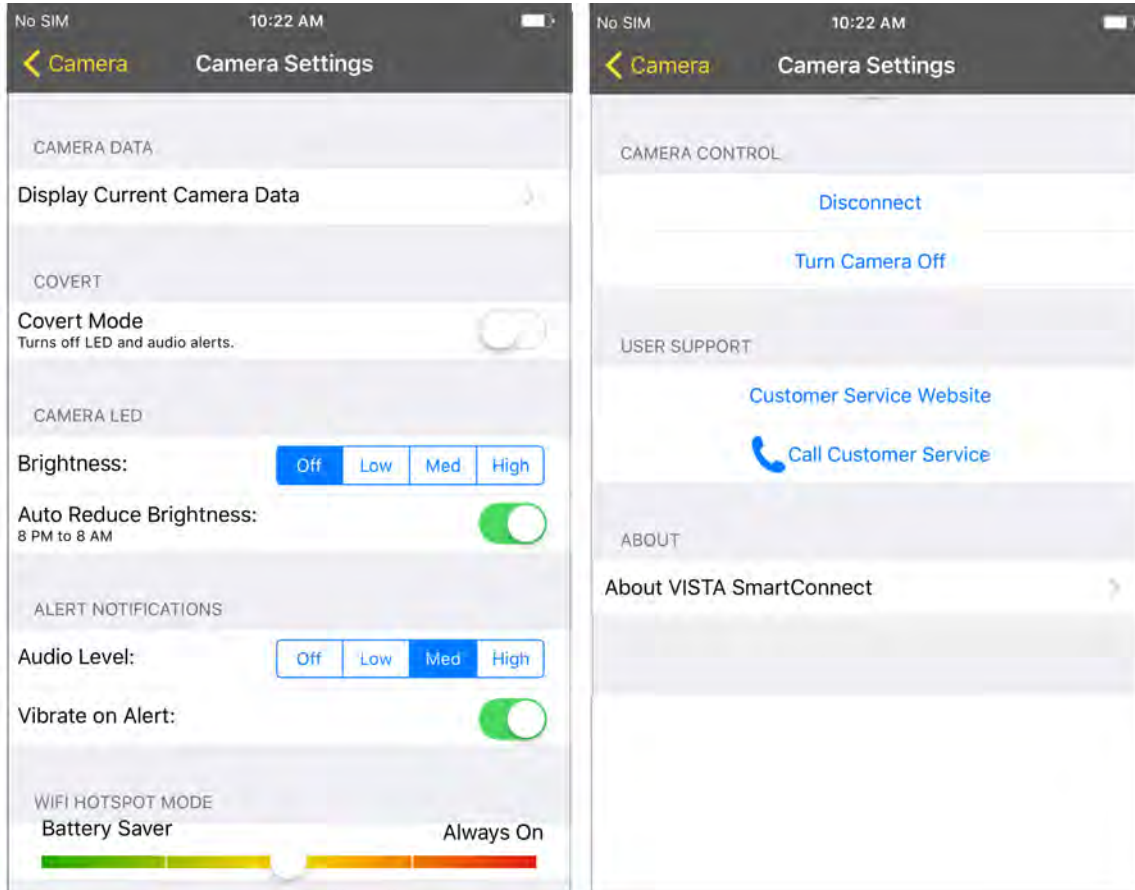 No SIM 10:22 AM
Camera Camera Settings
CAMERA DATA
Display Current Camera Data
COVERT
Covert Mode
Turns off LED and audio alerts.
CAMERA LED
Brightness: Off Low Med High
Auto Reduce Brightness:
8 PM to 8 AM
ALERT NOTIFICATIONS
Audio Level: Off Low Med High
Vibrate on Alert:
WIFI HOTSPOT MODE
Battery Saver Always On
No SIM 10:22 AM
Camera Camera Settings
CAMERA CONTROL
Disconnect
Turn Camera Off
USER SUPPORT
Customer Service Website
Call Customer Service
ABOUT
About VISTA SmartConnect